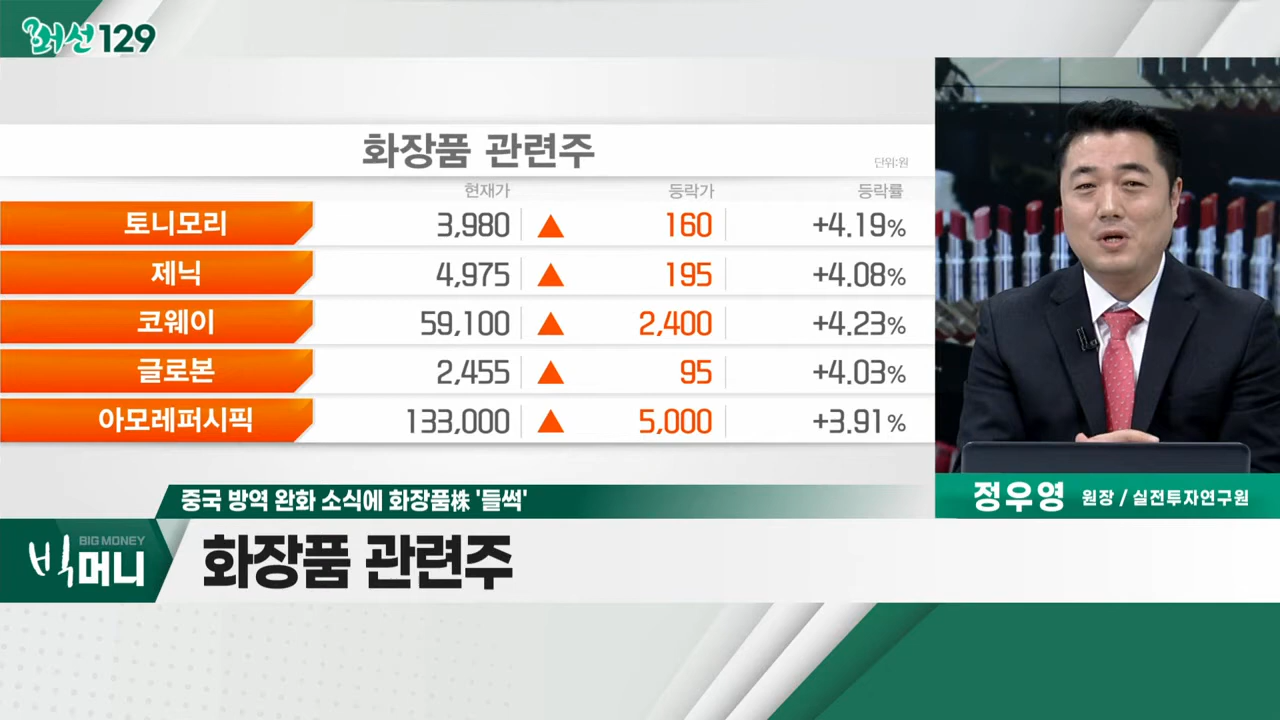 머선129
화장품 관련주
단위:원
현재가 등락가 등락률
토니모리 3,980 ▲ 160 +4.19%
제닉 4,975 ▲ 195 +4.08%
코웨이 59,100 ▲ 2,400 +4.23%
글로본 2,455 ▲ 95 +4.03%
아모레퍼시픽 133,000 ▲ 5,000 +3.91%
정우영 원장 / 실전투자연구원
중국 방역 완화 소식에 화장품株 '들썩'
BIG MONEY
빅머니
화장품 관련주